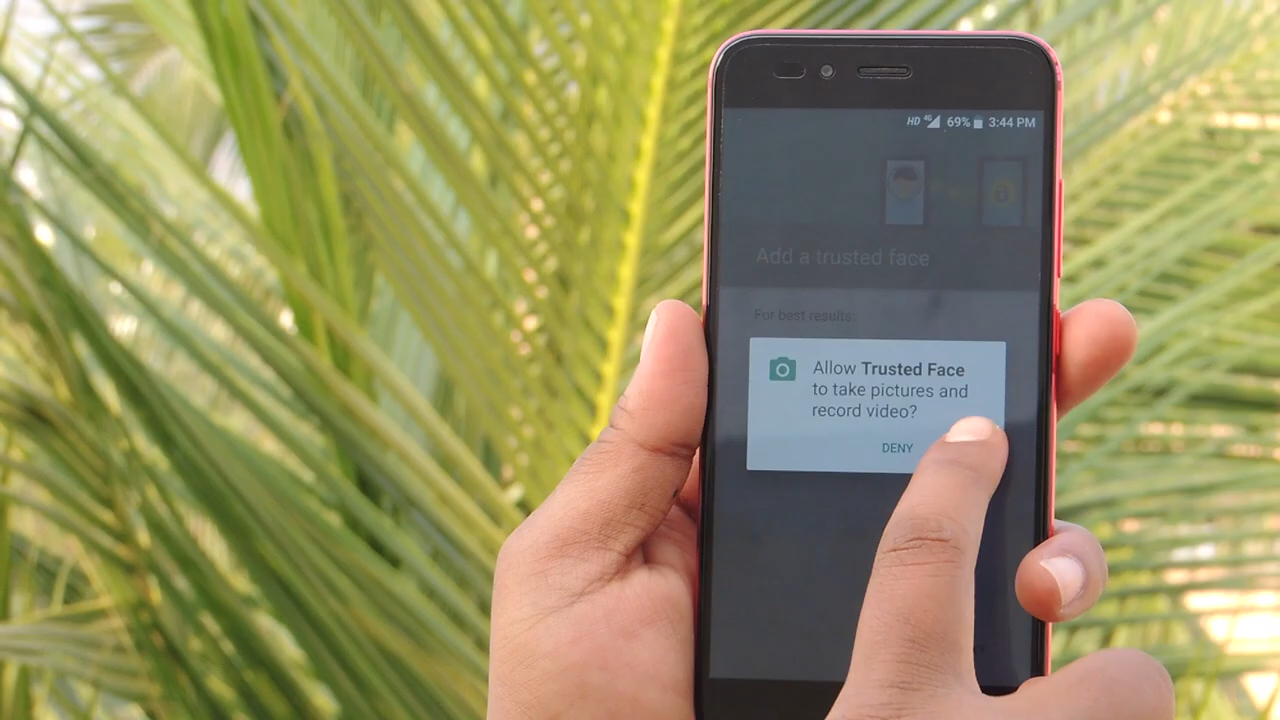 HD 4G 69% 3:44 PM
Add a trusted face
For best results:
Allow Trusted Face
to take pictures and
record video?
DENY